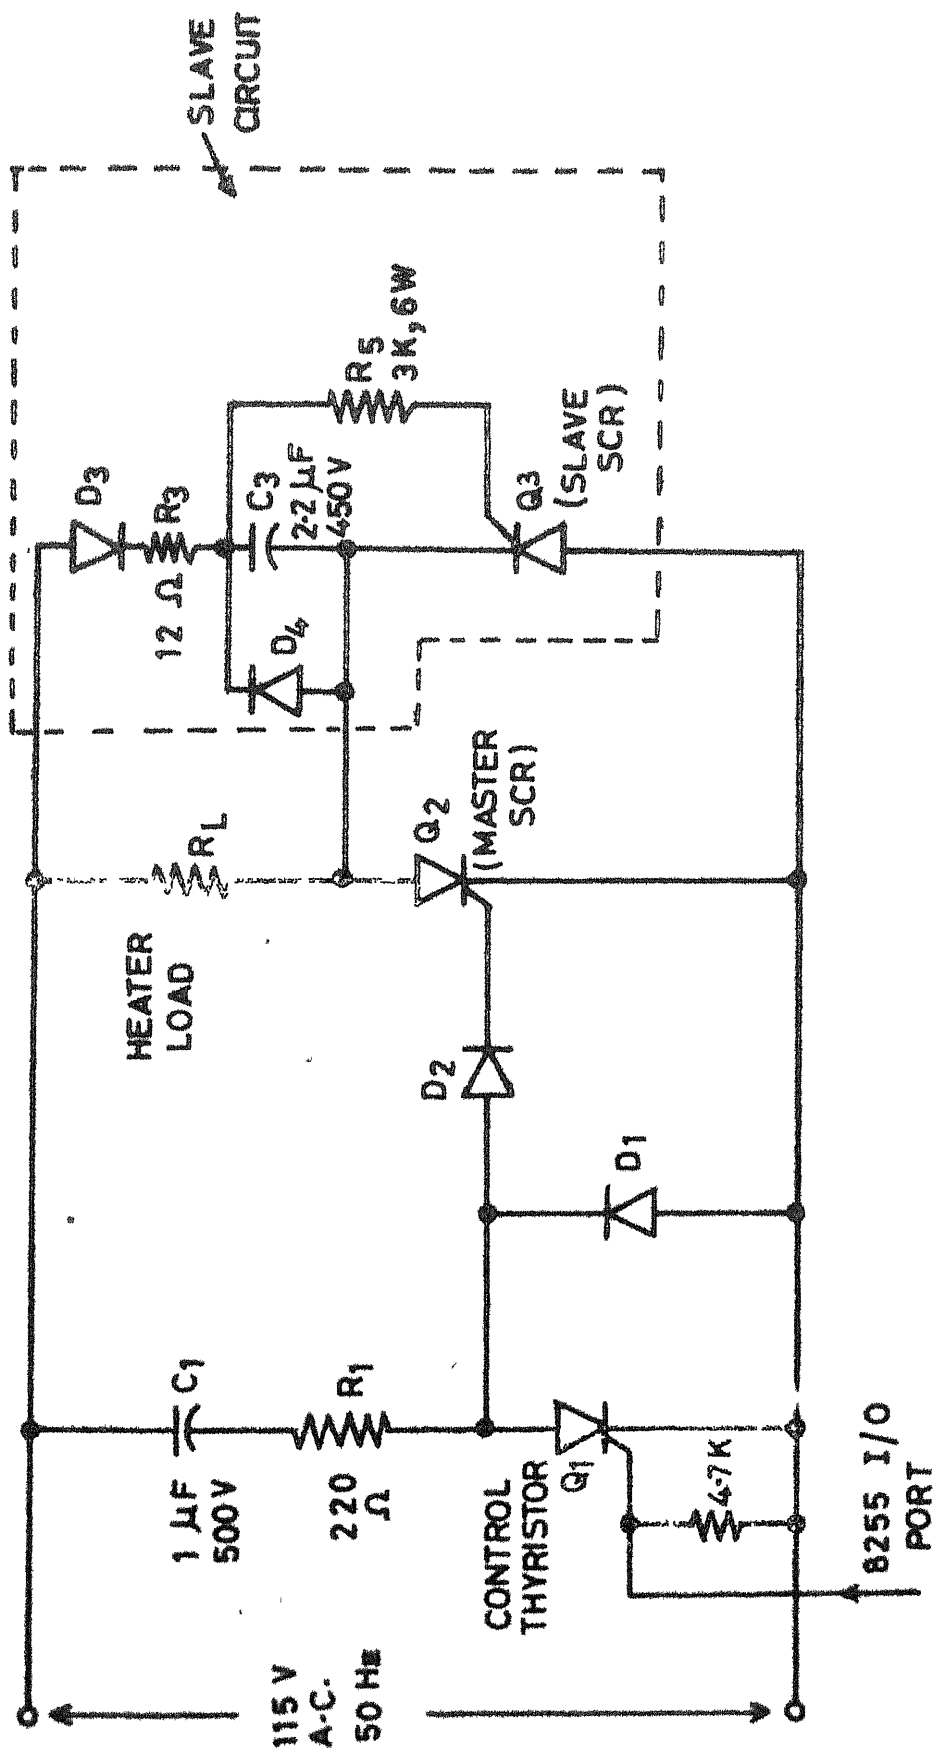 SLAVE
CIRCUIT
D3
R3
12 Ω
C3
2·2 µF
450V
D4
R5
3K,6W
Q3
(SLAVE
SCR)
HEATER
LOAD
RL
Q2
(MASTER
SCR)
D2
D1
1 µF
500V
C1
R1
220
Ω
CONTROL
THYRISTOR
Q1
4·7K
115 V
A·C·
50 Hz
8255 I/O
PORT